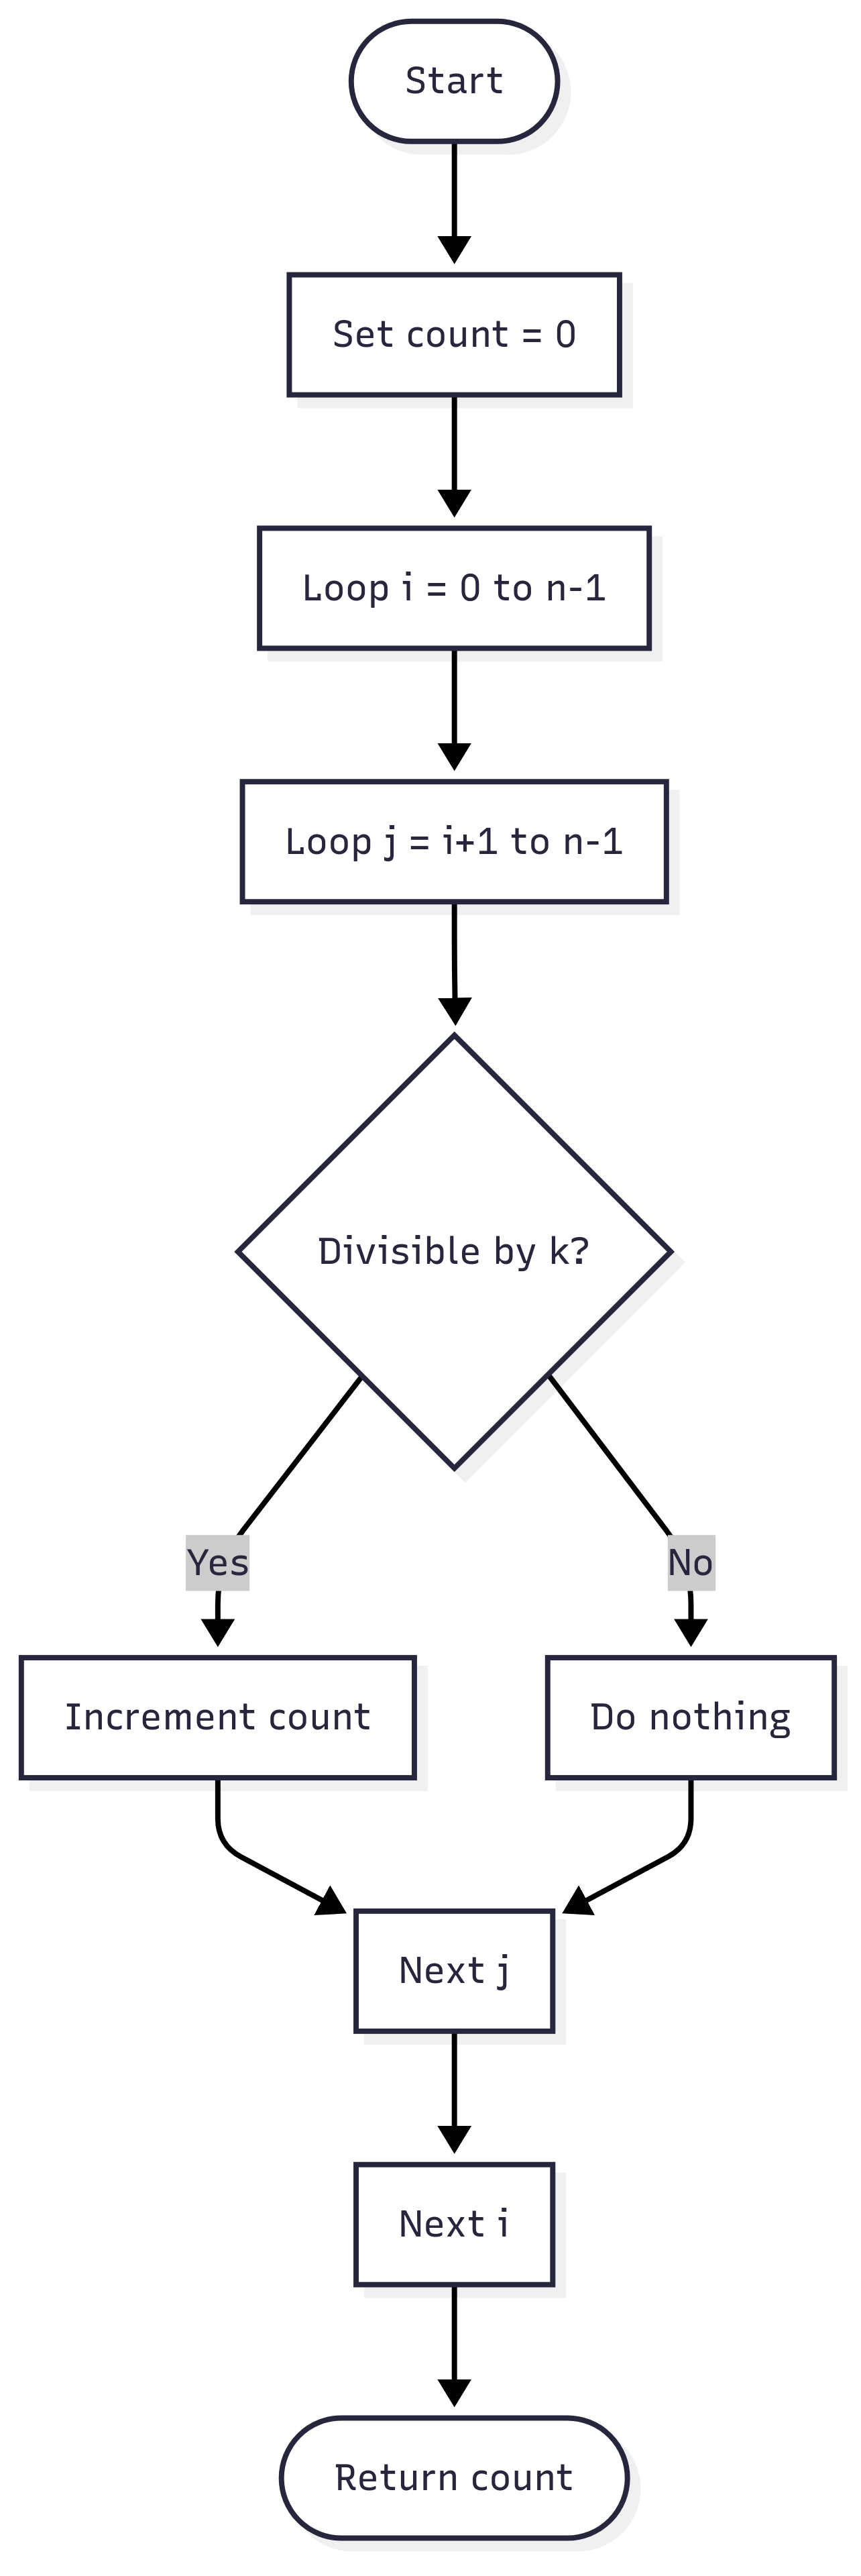 Start
Set count = 0
Loop i = 0 to n-1
Loop j = i+1 to n-1
Divisible by k?
Yes
No
Increment count
Do nothing
Next j
Next i
Return count